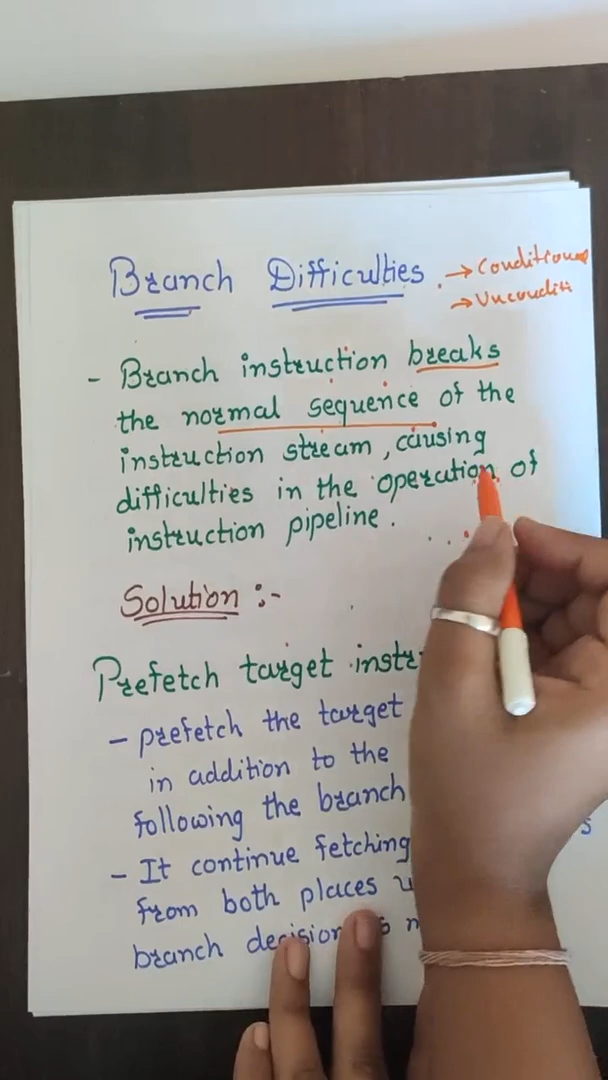 Branch Difficulties . → Conditional
→ Unconditi
- Branch instruction breaks
the normal sequence of the
instruction stream, causing
difficulties in the operation of
instruction pipeline.
Solution :-
Prefetch target instr
- prefetch the target
in addition to the
following the branch
- It continue fetching
from both places
branch decision